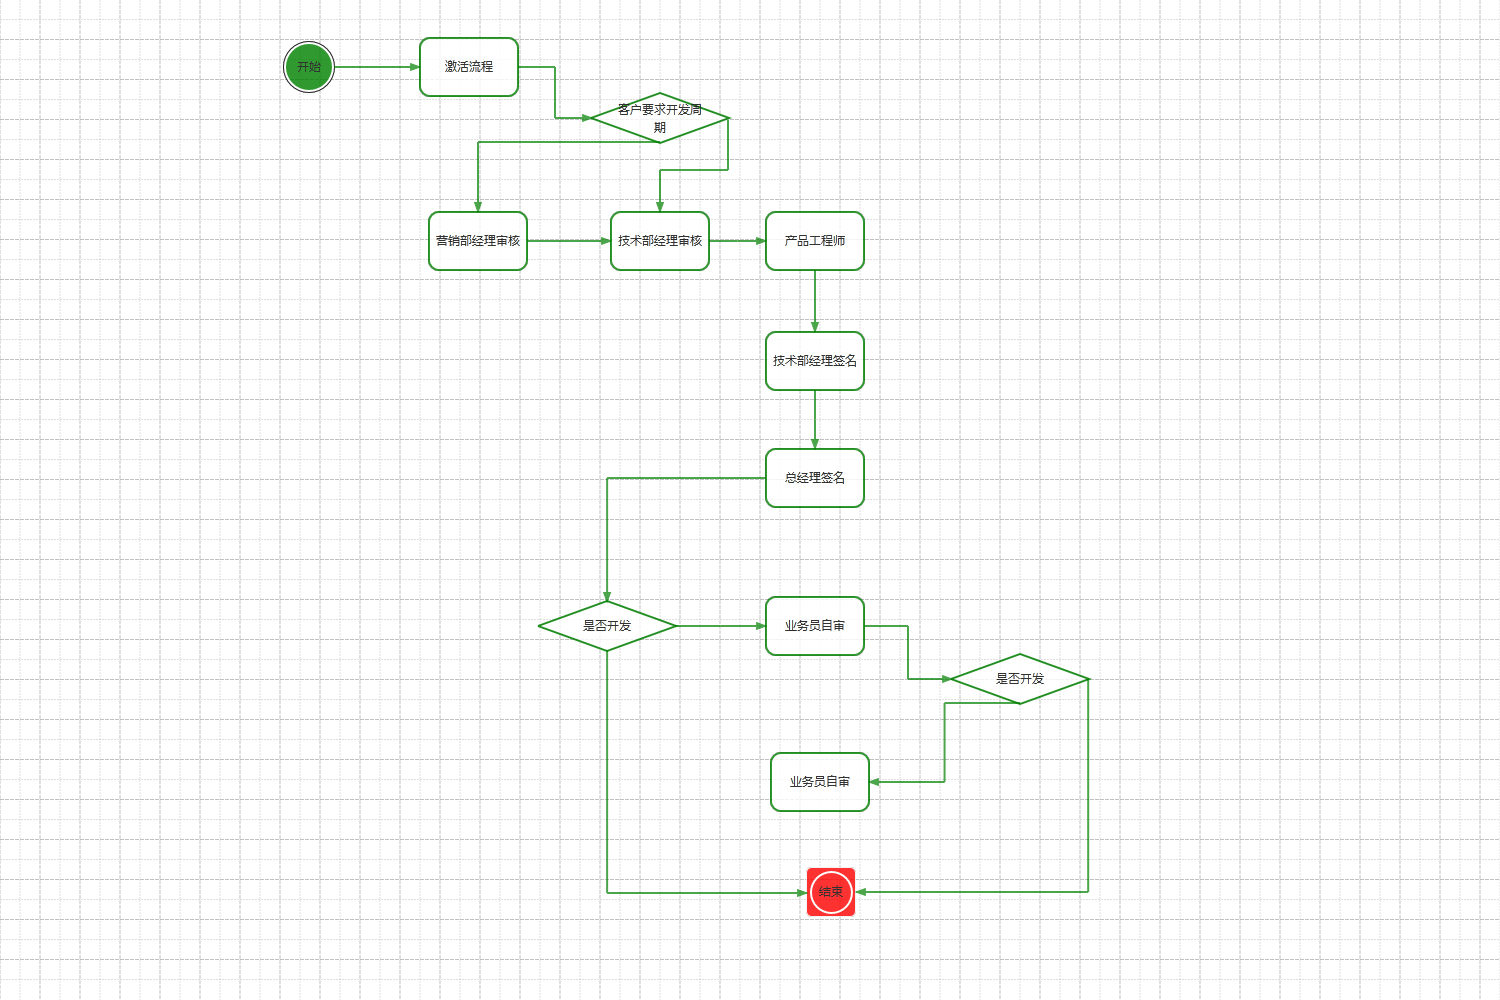 开始
激活流程
客户要求开发周
期
营销部经理审核
技术部经理审核
产品工程师
技术部经理签名
总经理签名
是否开发
业务员自审
是否开发
业务员自审
结束